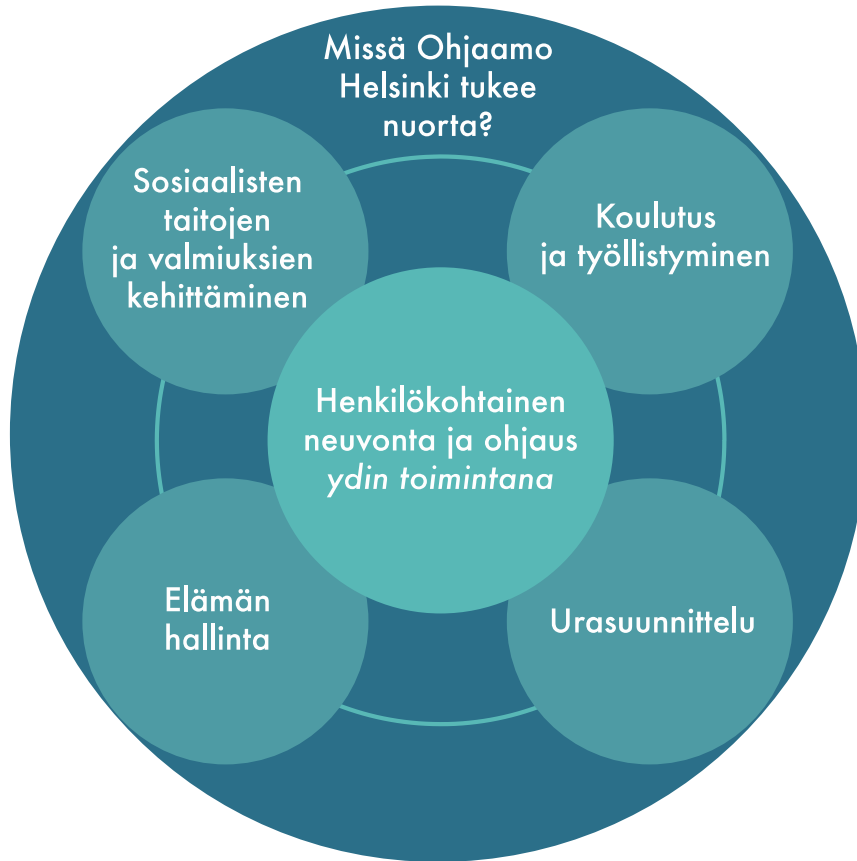 Missä Ohjaamo
Helsinki tukee
nuorta?
Sosiaalisten
taitojen
ja valmiuksien
kehittäminen
Koulutus
ja työllistyminen
Henkilökohtainen
neuvonta ja ohjaus
ydin toimintana
Elämän
hallinta
Urasuunnittelu